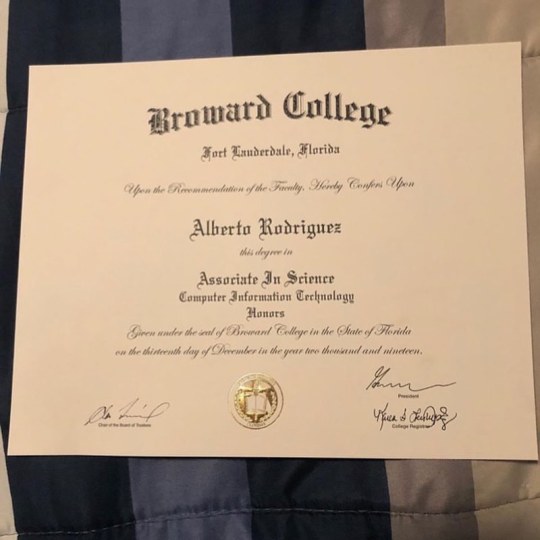 Broward College
Fort Lauderdale, Florida
Upon the Recommendation of the Faculty, Hereby Confers Upon
Alberto Rodriguez
this degree in
Associate In Science
Computer Information Technology
Honors
Given under the seal of Broward College in the State of Florida
on the thirteenth day of December in the year two thousand and nineteen.
President
Chair of the Board of Trustees
College Registrar